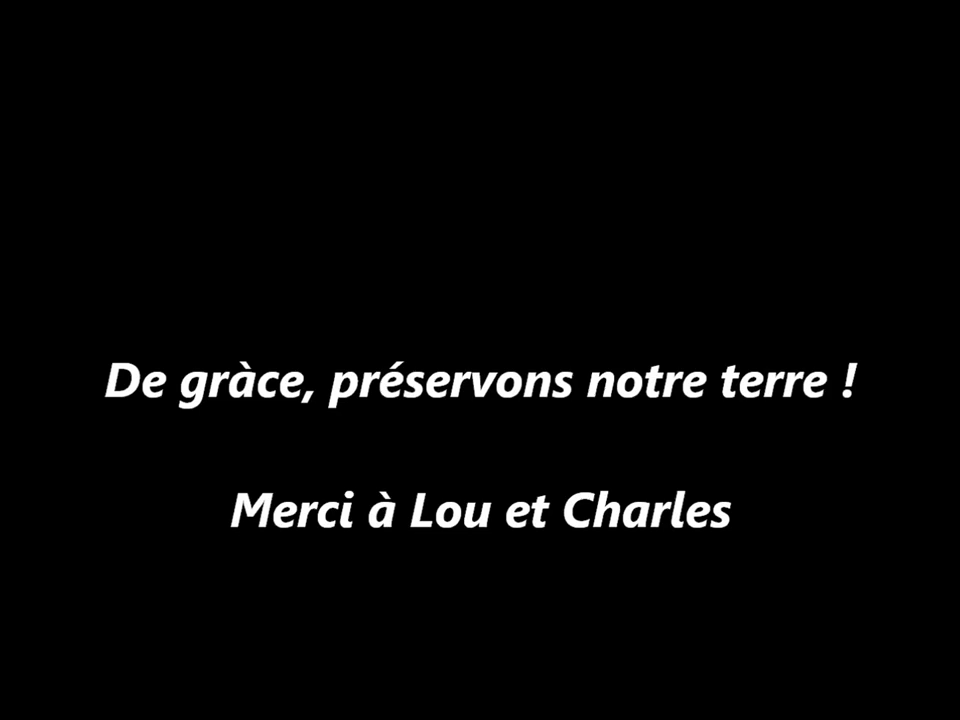 De gràce, préservons notre terre !
Merci à Lou et Charles